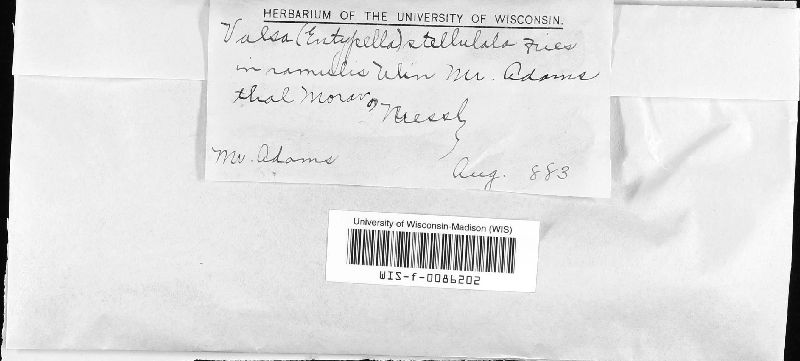 HERBARIUM OF THE UNIVERSITY OF WISCONSIN.
Valsa (Eutypella) stellulata Fries
in ramulis Mr. Adams
thal Morav
Niessl
Mr. Adams
Aug. 883
University of Wisconsin-Madison (WIS)
WIS-f-0086202